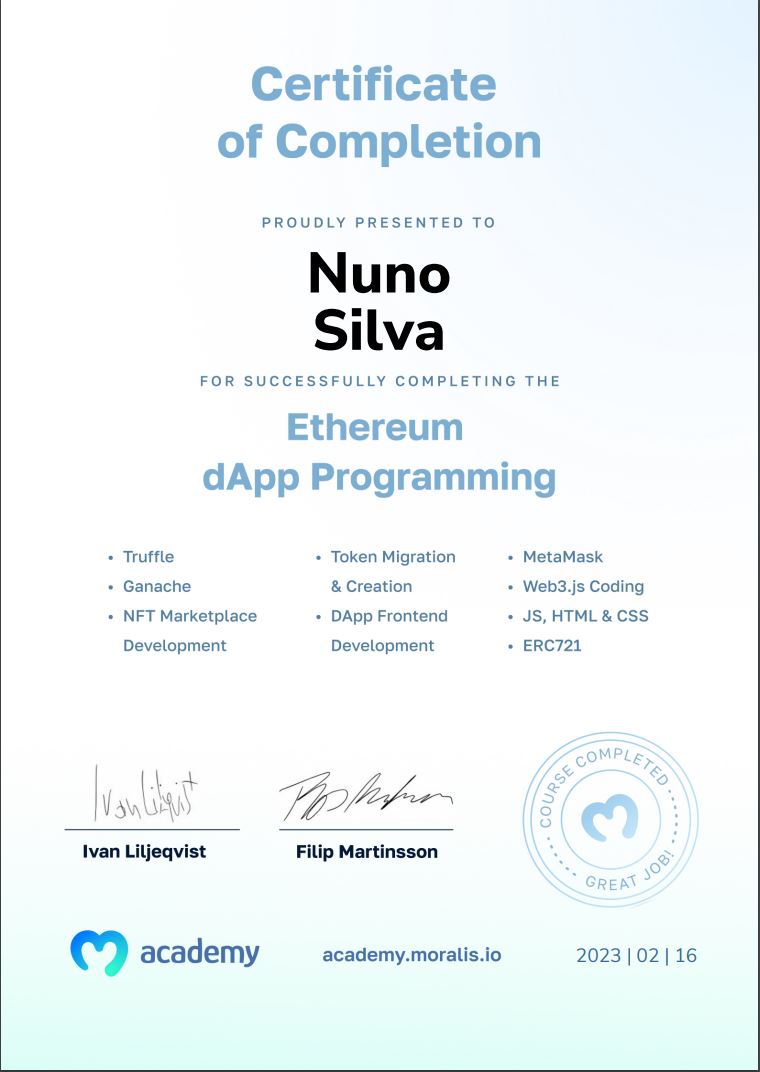 Certificate
of Completion
PROUDLY PRESENTED TO
Nuno
Silva
FOR SUCCESSFULLY COMPLETING THE
Ethereum
dApp Programming
• Truffle
• Ganache
• NFT Marketplace
Development
• Token Migration
& Creation
• DApp Frontend
Development
• MetaMask
• Web3.js Coding
• JS, HTML & CSS
• ERC721
Ivan Liljeqvist
Ivan Liljeqvist
Filip Martinsson
COURSE COMPLETED
GREAT JOB!
academy
academy.moralis.io
2023 | 02 | 16